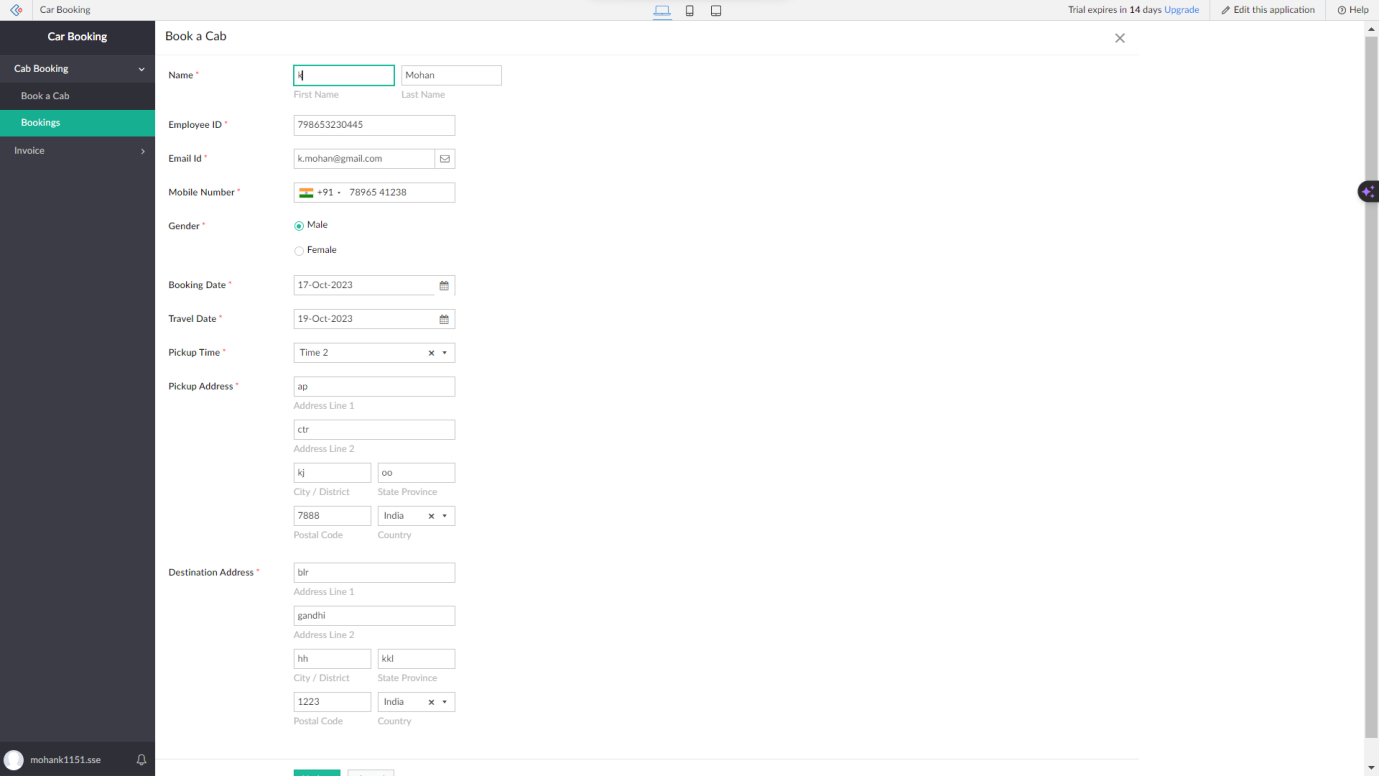 Car Booking
Trial expires in 14 days Upgrade
Edit this application
Help
Car Booking
Cab Booking
Book a Cab
Bookings
Invoice
mohank1151.sse
Book a Cab
Name *
k
Mohan
First Name
Last Name
Employee ID *
798653230445
Email Id *
k.mohan@gmail.com
Mobile Number *
+91 78965 41238
Gender *
Male
Female
Booking Date *
17-Oct-2023
Travel Date *
19-Oct-2023
Pickup Time *
Time 2
Pickup Address *
ap
Address Line 1
ctr
Address Line 2
kj
oo
City / District
State Province
7888
India
Postal Code
Country
Destination Address *
blr
Address Line 1
gandhi
Address Line 2
hh
kkl
City / District
State Province
1223
India
Postal Code
Country